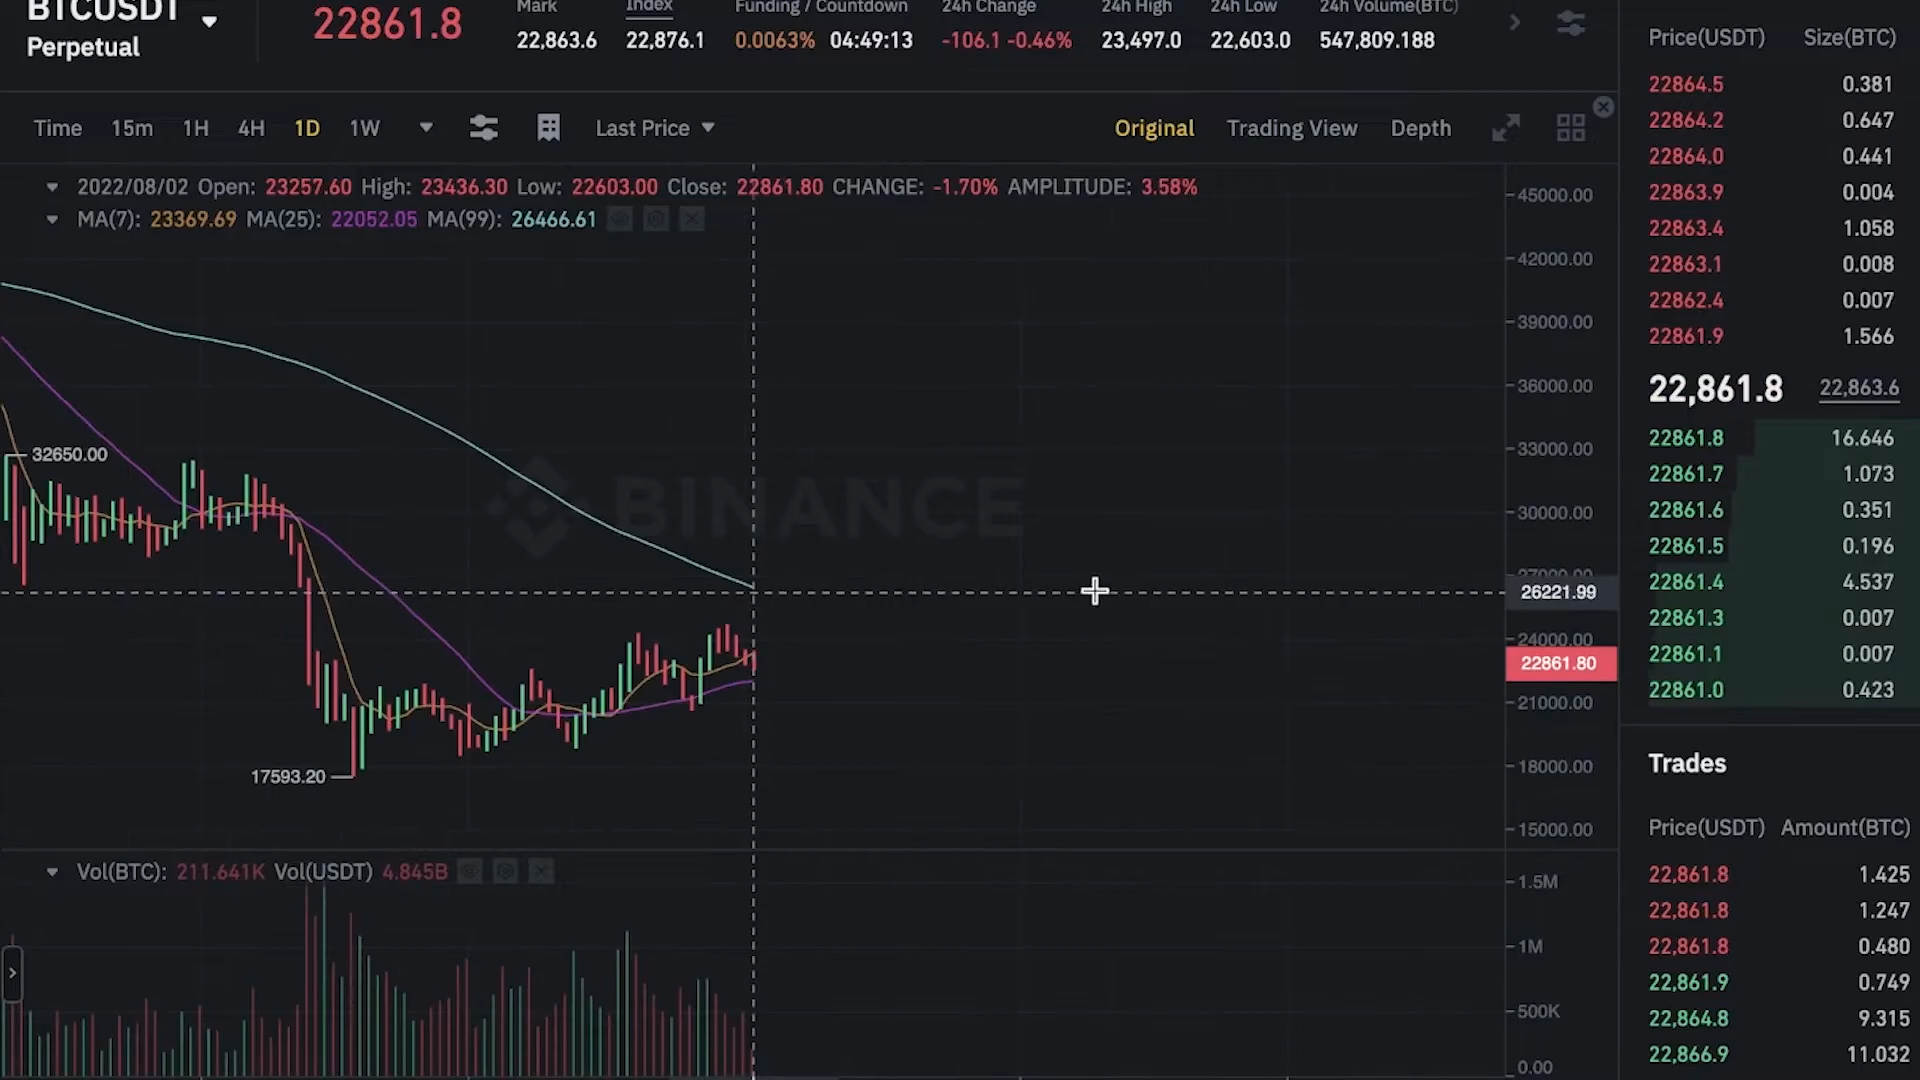 BTCUSDT
Perpetual
22861.8
Mark
22,863.6
Index
22,876.1
Funding / Countdown
0.0063% 04:49:13
24h Change
-106.1 -0.46%
24h High
23,497.0
24h Low
22,603.0
24h Volume(BTC)
547,809.188
Time 15m 1H 4H 1D 1W Last Price Original Trading View Depth
2022/08/02 Open: 23257.60 High: 23436.30 Low: 22603.00 Close: 22861.80 CHANGE: -1.70% AMPLITUDE: 3.58%
MA(7): 23369.69 MA(25): 22052.05 MA(99): 26466.61
45000.00
42000.00
39000.00
36000.00
33000.00
30000.00
27000.00
26221.99
24000.00
22861.80
21000.00
18000.00
15000.00
32650.00
BINANCE
17593.20
Vol(BTC): 211.641K Vol(USDT) 4.845B
1.5M
1M
500K
0.00
Price(USDT) Size(BTC)
22864.5 0.381
22864.2 0.647
22864.0 0.441
22863.9 0.004
22863.4 1.058
22863.1 0.008
22862.4 0.007
22861.9 1.566
22,861.8 22,863.6
22861.8 16.646
22861.7 1.073
22861.6 0.351
22861.5 0.196
22861.4 4.537
22861.3 0.007
22861.1 0.007
22861.0 0.423
Trades
Price(USDT) Amount(BTC)
22,861.8 1.425
22,861.8 1.247
22,861.8 0.480
22,861.9 0.749
22,864.8 9.315
22,866.9 11.032